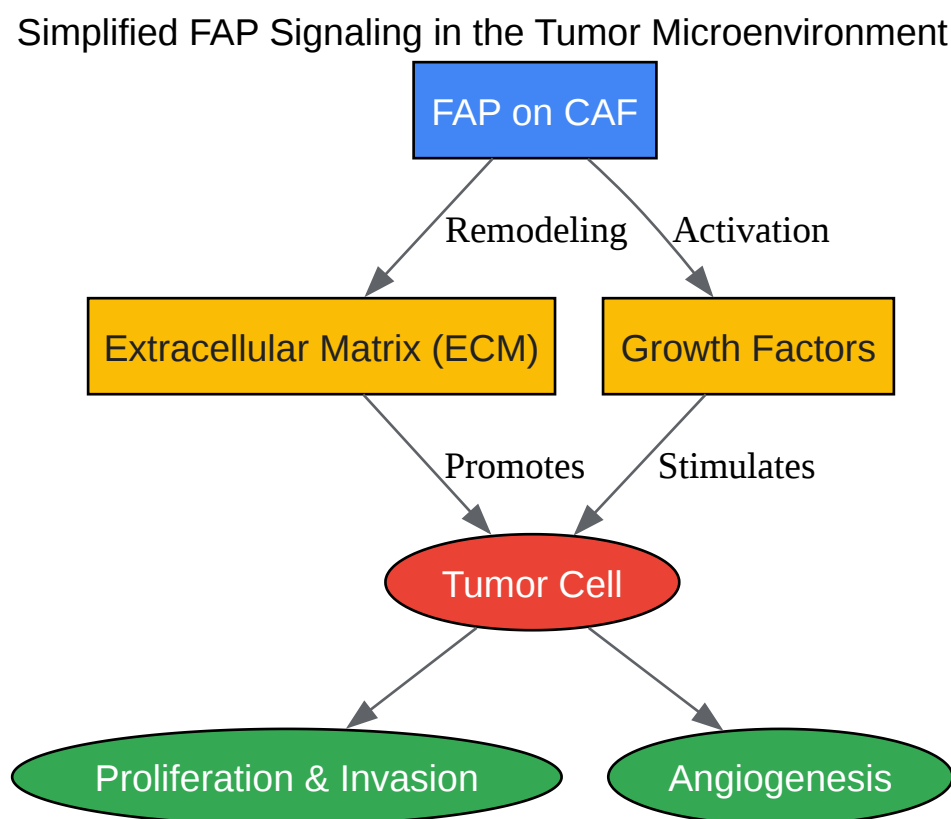 Simplified FAP Signaling in the Tumor Microenvironment
FAP on CAF
Remodeling
Activation
Extracellular Matrix (ECM)
Growth Factors
Promotes
Stimulates
Tumor Cell
Proliferation & Invasion
Angiogenesis